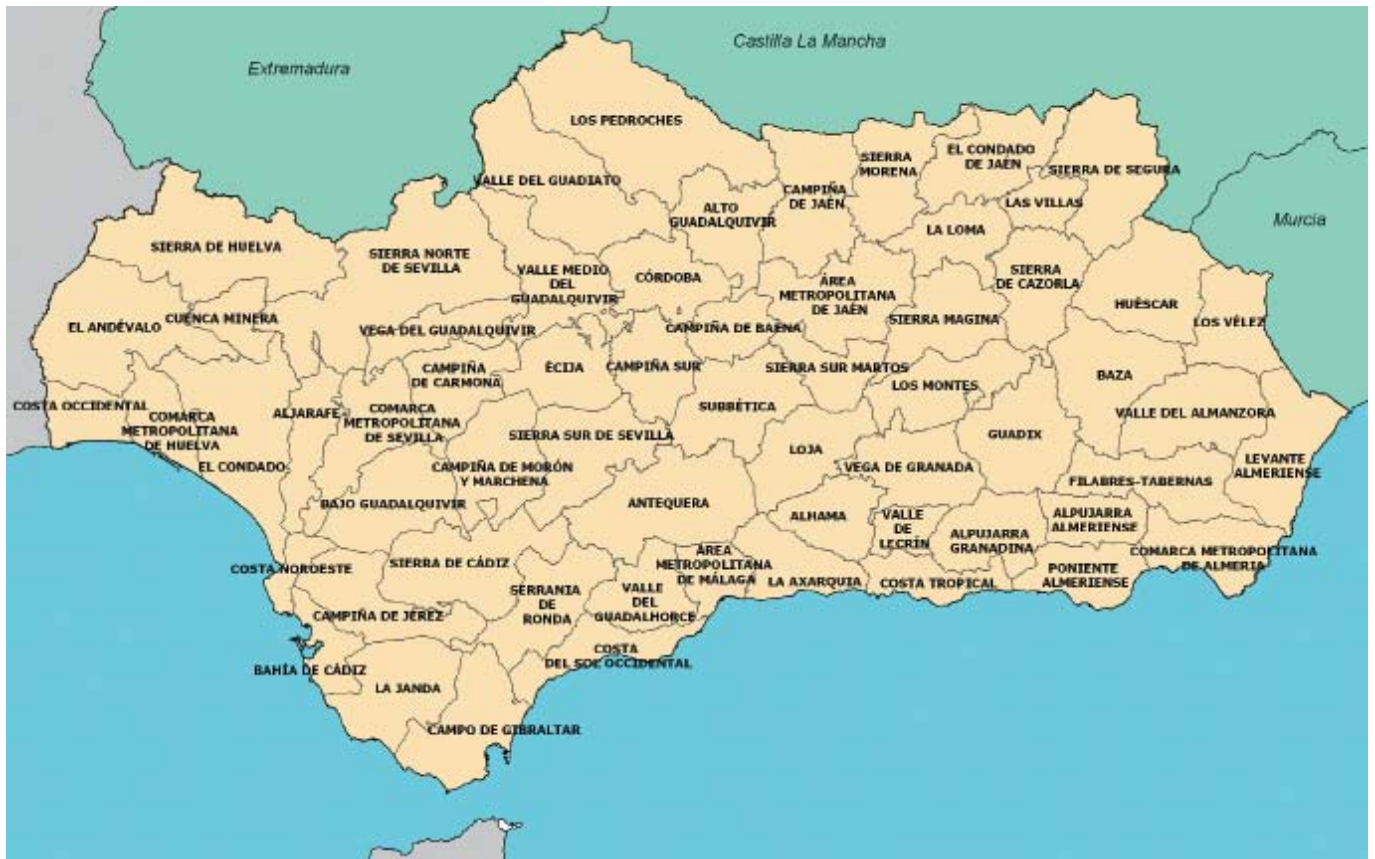 Castilla La Mancha
Extremadura
LOS PEDROCHES
EL CONDADO
DE JAÉN
SIERRA
MORENA
SIERRA DE SEGURA
VALLE DEL GUADIATO
CAMPIÑA
DE JAÉN
LAS VILLAS
ALTO
GUADALQUIVIR
Murcia
LA LOMA
SIERRA DE HUELVA
SIERRA NORTE
DE SEVILLA
VALLE MEDIO
DEL
GUADALQUIVIR
CÓRDOBA
ÁREA
METROPOLITANA
DE JAÉN
SIERRA
DE CAZORLA
HUÉSCAR
EL ANDÉVALO
CUENCA MINERA
VEGA DEL GUADALQUIVIR
CAMPIÑA DE BAENA
SIERRA MAGINA
LOS VÉLEZ
CAMPIÑA
DE CARMONA
ÉCIJA
CAMPIÑA SUR
SIERRA SUR MARTOS
LOS MONTES
BAZA
COSTA OCCIDENTAL
COMARCA
METROPOLITANA
DE HUELVA
ALJARAFE
COMARCA
METROPOLITANA
DE SEVILLA
SUBBÉTICA
VALLE DEL ALMANZORA
SIERRA SUR DE SEVILLA
GUADIX
LOJA
EL CONDADO
CAMPIÑA DE MORÓN
Y MARCHENA
VEGA DE GRANADA
LEVANTE
ALMERIENSE
FILABRES-TABERNAS
BAJO GUADALQUIVIR
ANTEQUERA
ALHAMA
VALLE
DE
LECRÍN
ALPUJARRA
ALMERIENSE
ALPUJARRA
GRANADINA
COSTA NOROESTE
SIERRA DE CÁDIZ
ÁREA
METROPOLITANA
DE MÁLAGA
LA AXARQUIA
COSTA TROPICAL
PONIENTE
ALMERIENSE
COMARCA METROPOLITANA
DE ALMERIA
SERRANIA
DE
RONDA
VALLE
DEL
GUADALHORCE
CAMPIÑA DE JEREZ
COSTA
DEL SOL OCCIDENTAL
BAHÍA DE CÁDIZ
LA JANDA
CAMPO DE GIBRALTAR